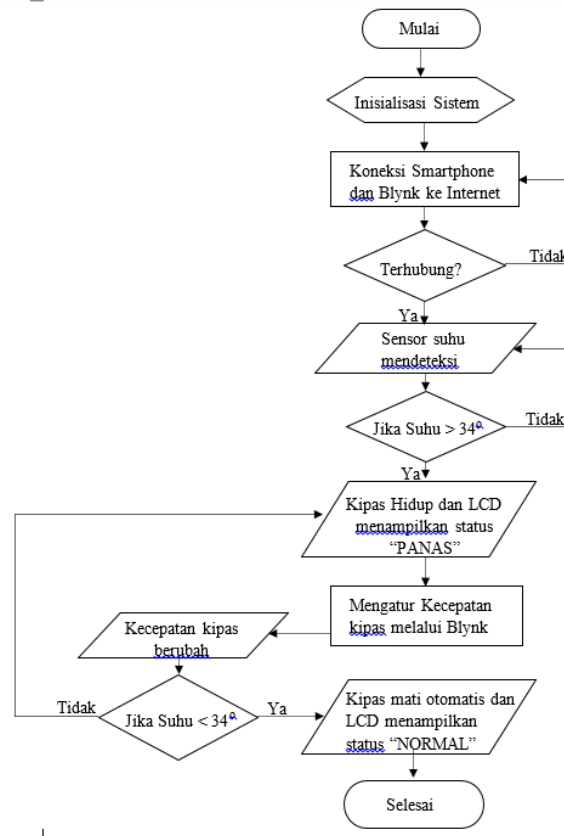 Mulai
Inisialisasi Sistem
Koneksi Smartphone
dan Blynk ke Internet
Terhubung?
Tidak
Ya
Sensor suhu
mendeteksi
Jika Suhu > 34⁰
Tidak
Ya
Kipas Hidup dan LCD
menampilkan status
“PANAS”
Mengatur Kecepatan
kipas melalui Blynk
Kecepatan kipas
berubah
Tidak
Jika Suhu < 34⁰
Ya
Kipas mati otomatis dan
LCD menampilkan
status “NORMAL”
Selesai